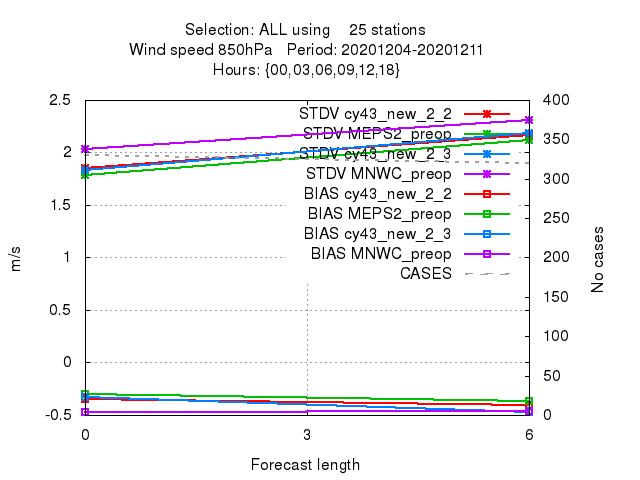 Selection: ALL using 25 stations
Wind speed 850hPa Period: 20201204-20201211
Hours: {00,03,06,09,12,18}
2.5
2
1.5
1
0.5
0
-0.5
400
350
300
250
200
150
100
50
0
STDV cy43_new_2_2
STDV MEPS2_preop
STDV cy43_new_2_3
STDV MNWC_preop
BIAS cy43_new_2_2
BIAS MEPS2_preop
BIAS cy43_new_2_3
BIAS MNWC_preop
CASES
m/s
No cases
0 3 6
Forecast length